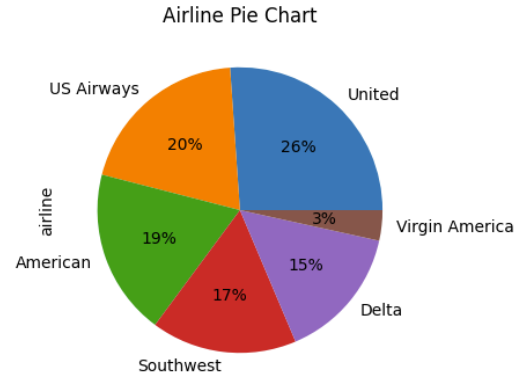 Airline Pie Chart
United
US Airways
26%
20%
airline
American
19%
3%
Virgin America
15%
17%
Delta
Southwest